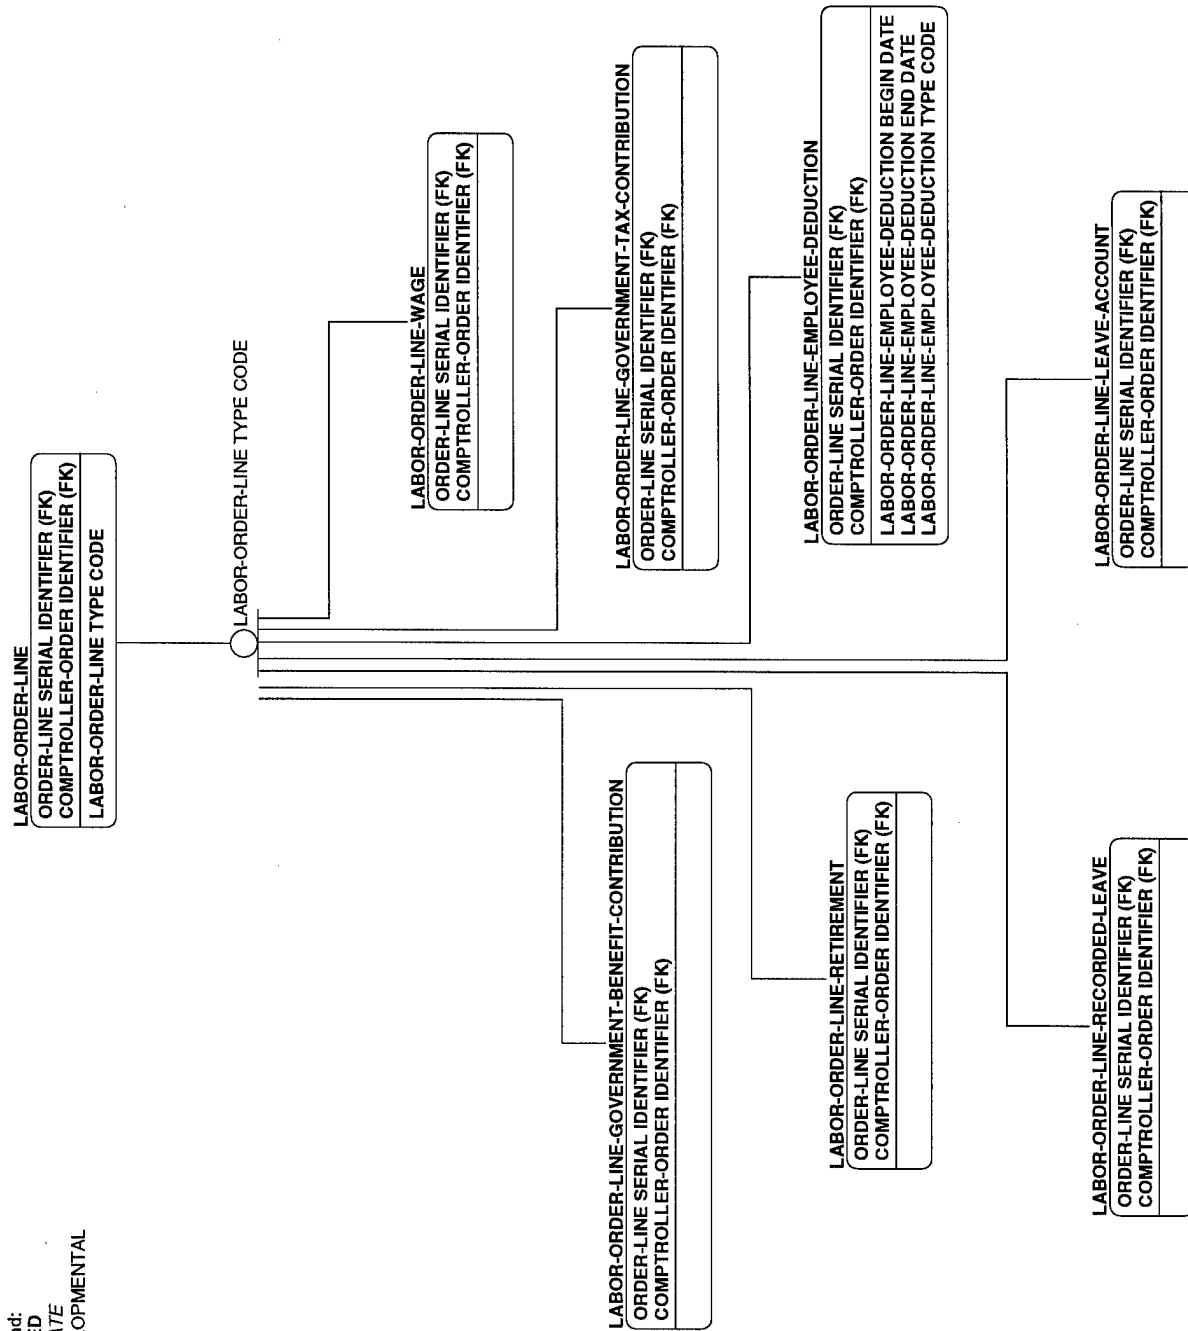 nd:
ED
ATE
OPMENTAL
LABOR-ORDER-LINE
ORDER-LINE SERIAL IDENTIFIER (FK)
COMPTROLLER-ORDER IDENTIFIER (FK)
LABOR-ORDER-LINE TYPE CODE
LABOR-ORDER-LINE TYPE CODE
LABOR-ORDER-LINE-WAGE
ORDER-LINE SERIAL IDENTIFIER (FK)
COMPTROLLER-ORDER IDENTIFIER (FK)
LABOR-ORDER-LINE-GOVERNMENT-BENEFIT-CONTRIBUTION
ORDER-LINE SERIAL IDENTIFIER (FK)
COMPTROLLER-ORDER IDENTIFIER (FK)
LABOR-ORDER-LINE-GOVERNMENT-TAX-CONTRIBUTION
ORDER-LINE SERIAL IDENTIFIER (FK)
COMPTROLLER-ORDER IDENTIFIER (FK)
LABOR-ORDER-LINE-RETIREMENT
ORDER-LINE SERIAL IDENTIFIER (FK)
COMPTROLLER-ORDER IDENTIFIER (FK)
LABOR-ORDER-LINE-EMPLOYEE-DEDUCTION
ORDER-LINE SERIAL IDENTIFIER (FK)
COMPTROLLER-ORDER IDENTIFIER (FK)
LABOR-ORDER-LINE-EMPLOYEE-DEDUCTION BEGIN DATE
LABOR-ORDER-LINE-EMPLOYEE-DEDUCTION END DATE
LABOR-ORDER-LINE-EMPLOYEE-DEDUCTION TYPE CODE
LABOR-ORDER-LINE-RECORDED-LEAVE
ORDER-LINE SERIAL IDENTIFIER (FK)
COMPTROLLER-ORDER IDENTIFIER (FK)
LABOR-ORDER-LINE-LEAVE-ACCOUNT
ORDER-LINE SERIAL IDENTIFIER (FK)
COMPTROLLER-ORDER IDENTIFIER (FK)